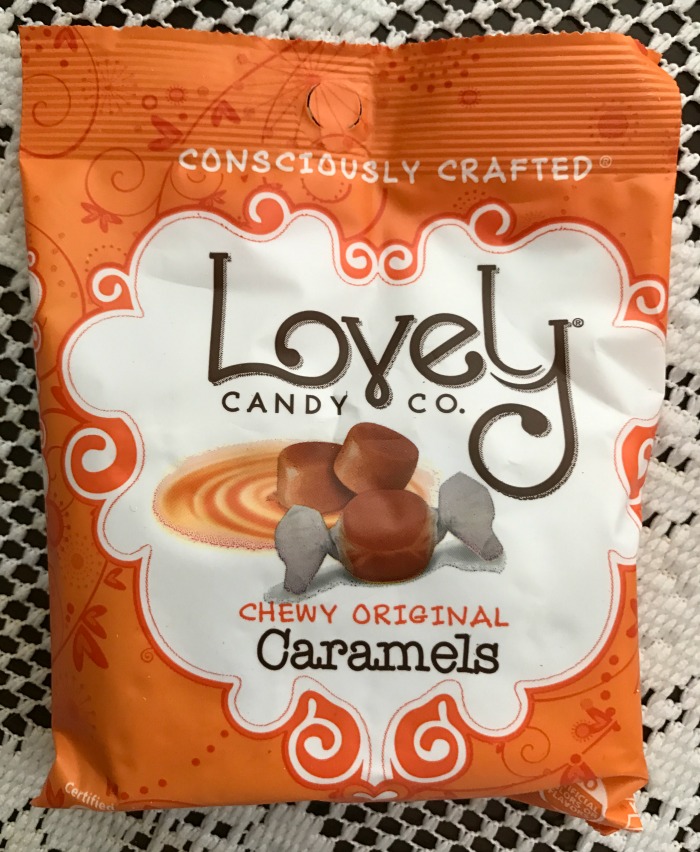 CONSCIOUSLY CRAFTED®
Lovely®
CANDY CO.
CHEWY ORIGINAL
Caramels
Certified